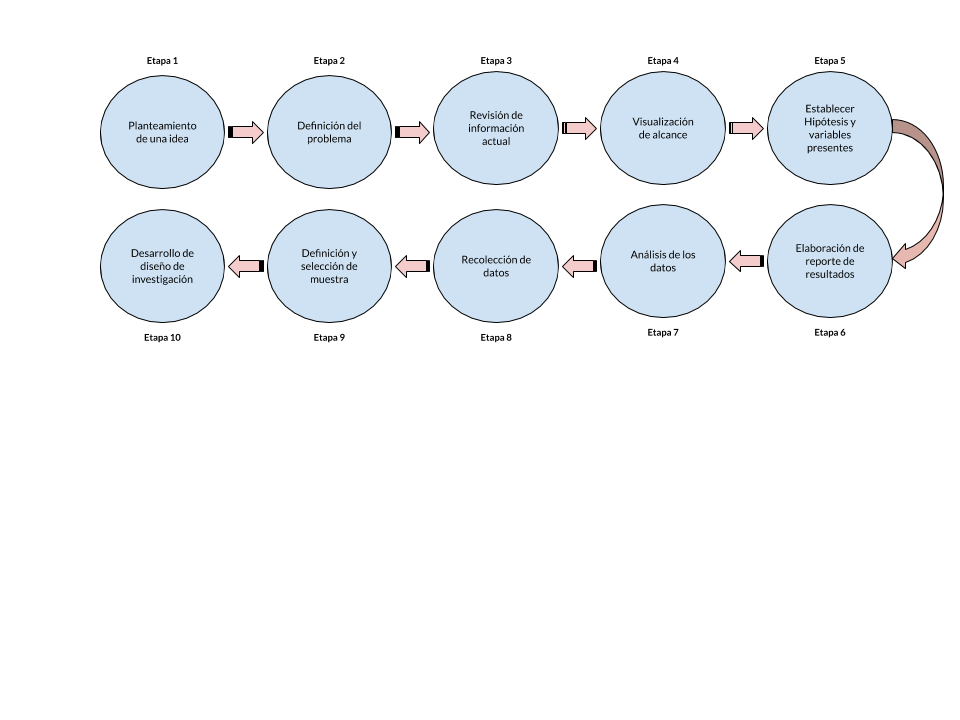 Etapa 1
Etapa 2
Etapa 3
Etapa 4
Etapa 5
Planteamiento
de una idea
Definición del
problema
Revisión de
información
actual
Visualización
de alcance
Establecer
Hipótesis y
variables
presentes
Desarrollo de
diseño de
investigación
Definición y
selección de
muestra
Recolección de
datos
Análisis de los
datos
Elaboración de
reporte de
resultados
Etapa 10
Etapa 9
Etapa 8
Etapa 7
Etapa 6